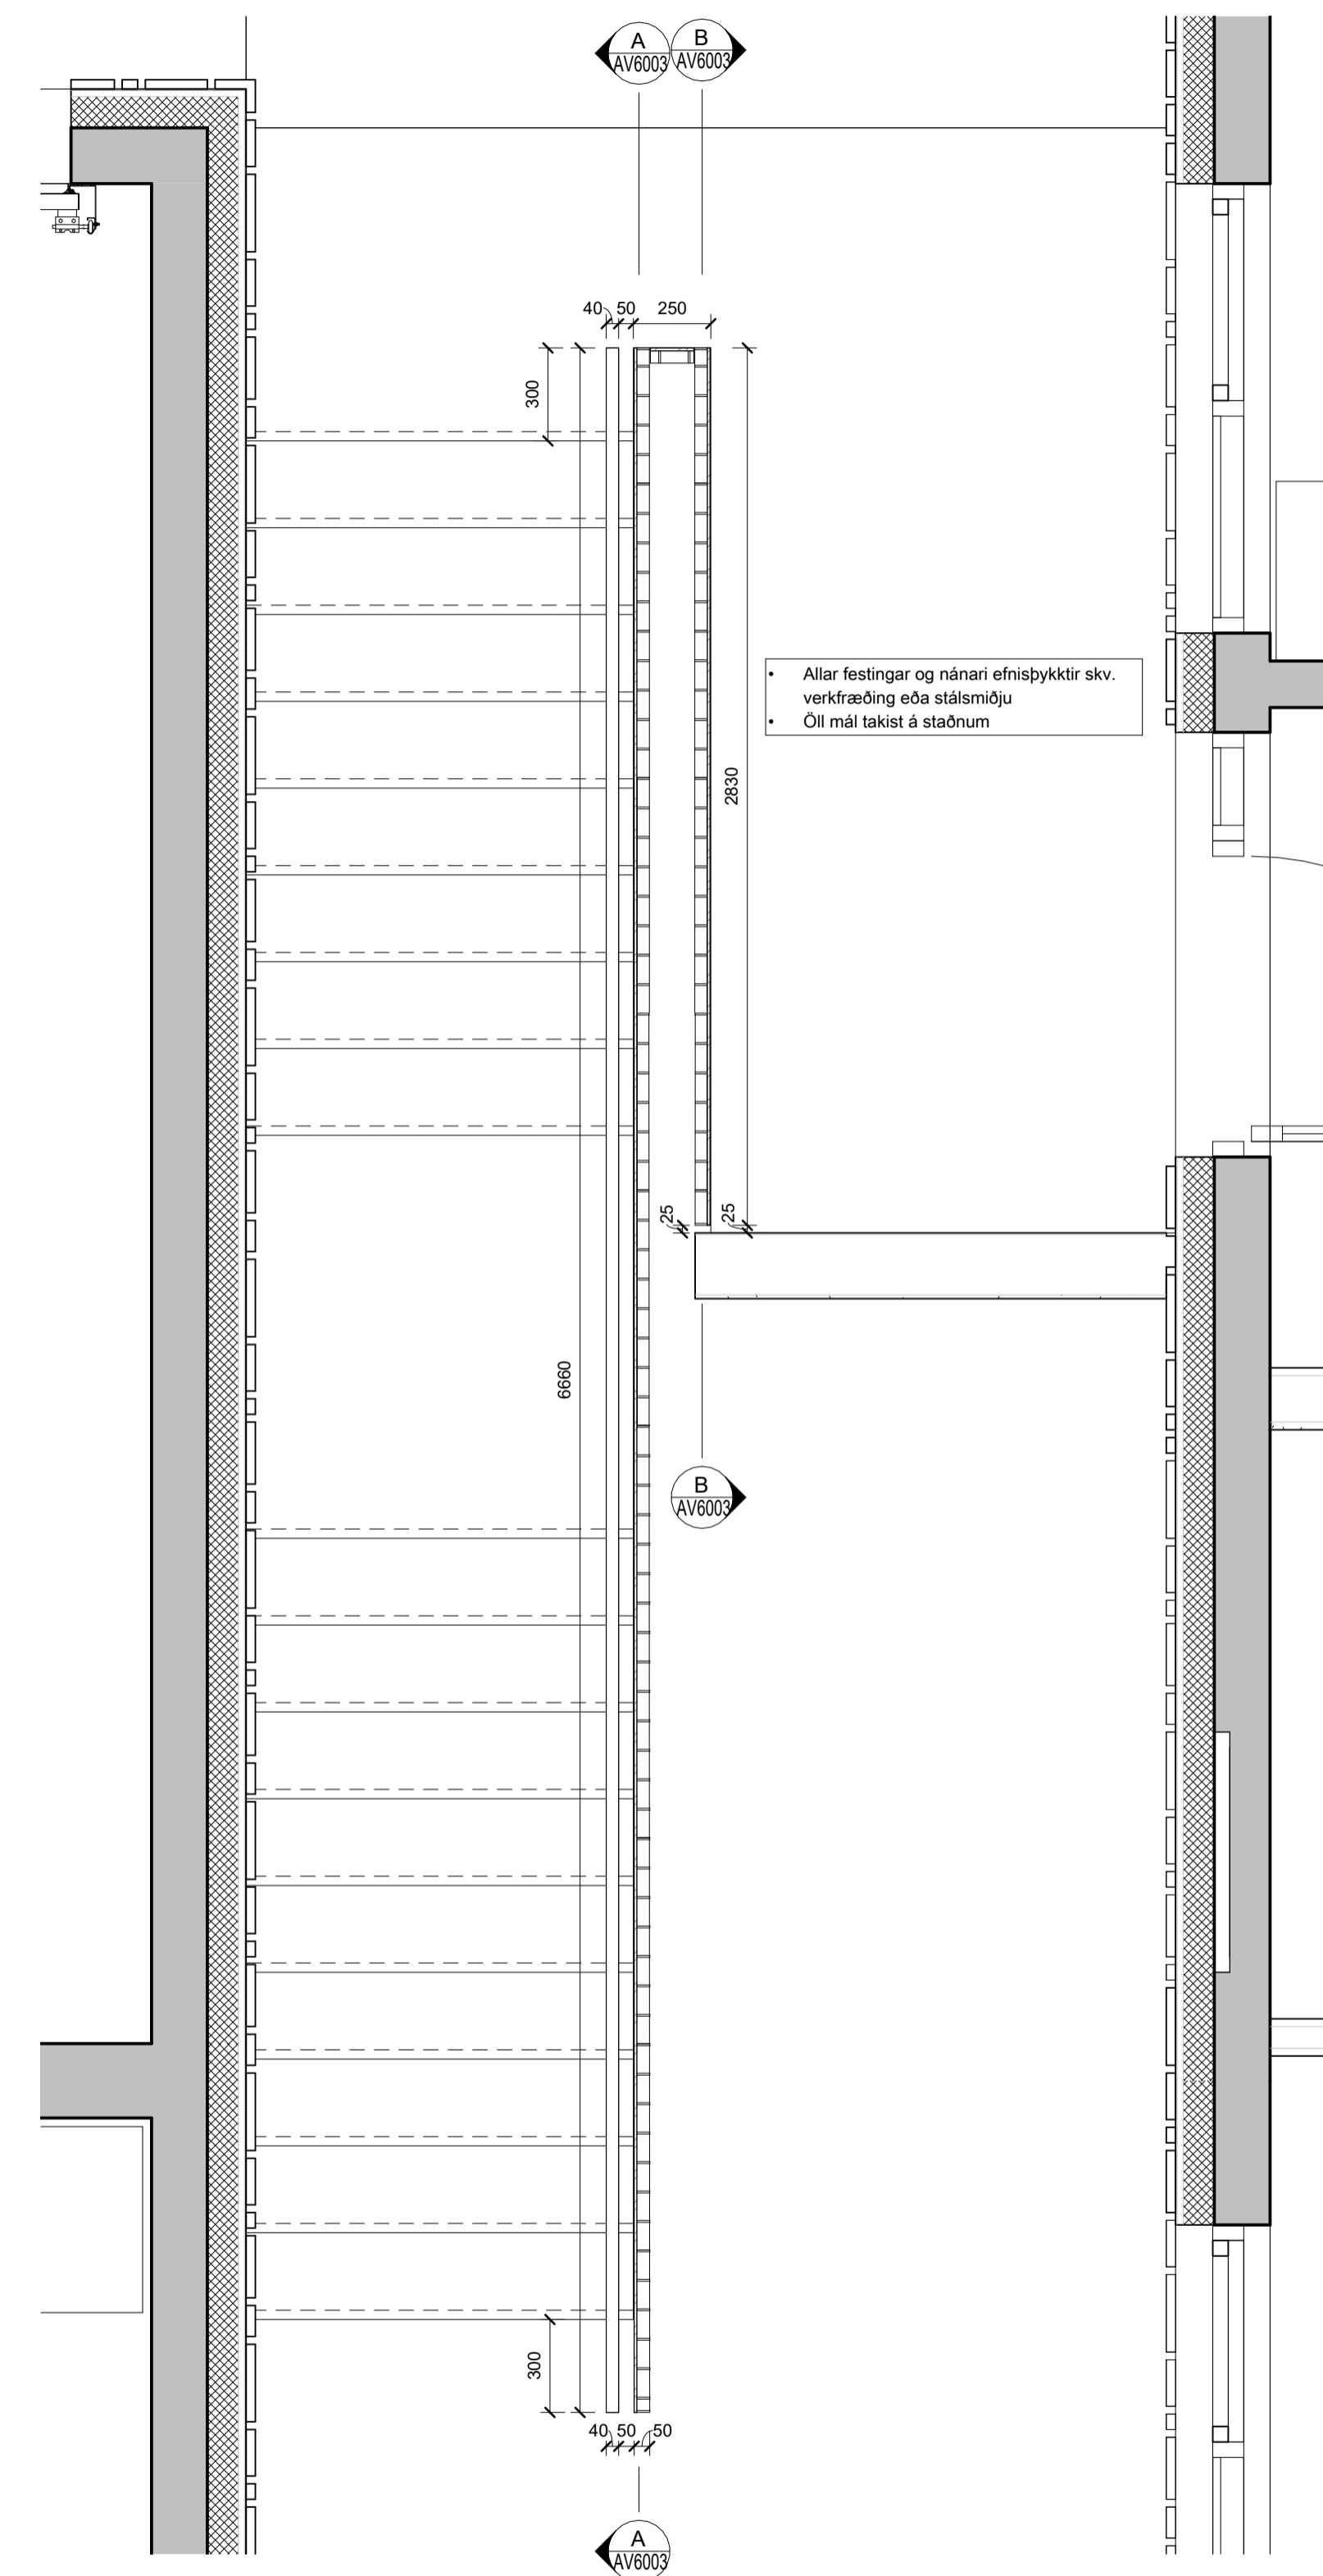 A
AV6003
B
AV6003
40
50
250
300
• Allar festingar og nánari efnisþykktir skv.
verkfræðing eða stálsmiðju
• Öll mál takist á staðnum
2830
25
25
6660
B
AV6003
300
40
50
50
A
AV6003